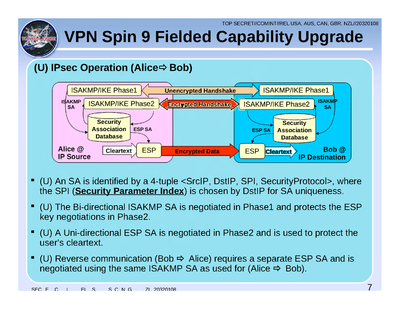 TOP SECRET//COMINT//REL USA, AUS, CAN, GBR, NZL//20320108
VPN Spin 9 Fielded Capability Upgrade
(U) IPsec Operation (Alice⇨ Bob)
ISAKMP/IKE Phase1
Unencrypted Handshake
ISAKMP/IKE Phase1
ISAKMP SA
ISAKMP/IKE Phase2
Encrypted Handshake
ISAKMP/IKE Phase2
ISAKMP SA
Security Association Database
ESP SA
ESP SA
Security Association Database
Alice @ IP Source
Cleartext
ESP
Encrypted Data
ESP
Cleartext
Bob @ IP Destination
▪ (U) An SA is identified by a 4-tuple <SrcIP, DstIP, SPI, SecurityProtocol>, where
the SPI (Security Parameter Index) is chosen by DstIP for SA uniqueness.
▪ (U) The Bi-directional ISAKMP SA is negotiated in Phase1 and protects the ESP
key negotiations in Phase2.
▪ (U) A Uni-directional ESP SA is negotiated in Phase2 and is used to protect the
user's cleartext.
▪ (U) Reverse communication (Bob ⇨ Alice) requires a separate ESP SA and is
negotiated using the same ISAKMP SA as used for (Alice ⇨ Bob).
20320108
7